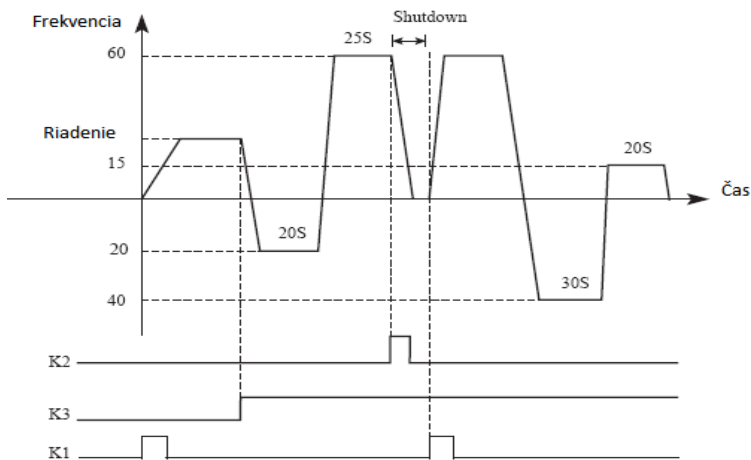 Frekvencia
Shutdown
25S
60
Riadenie
15
20S
Čas
20S
20
30S
40
K2
K3
K1